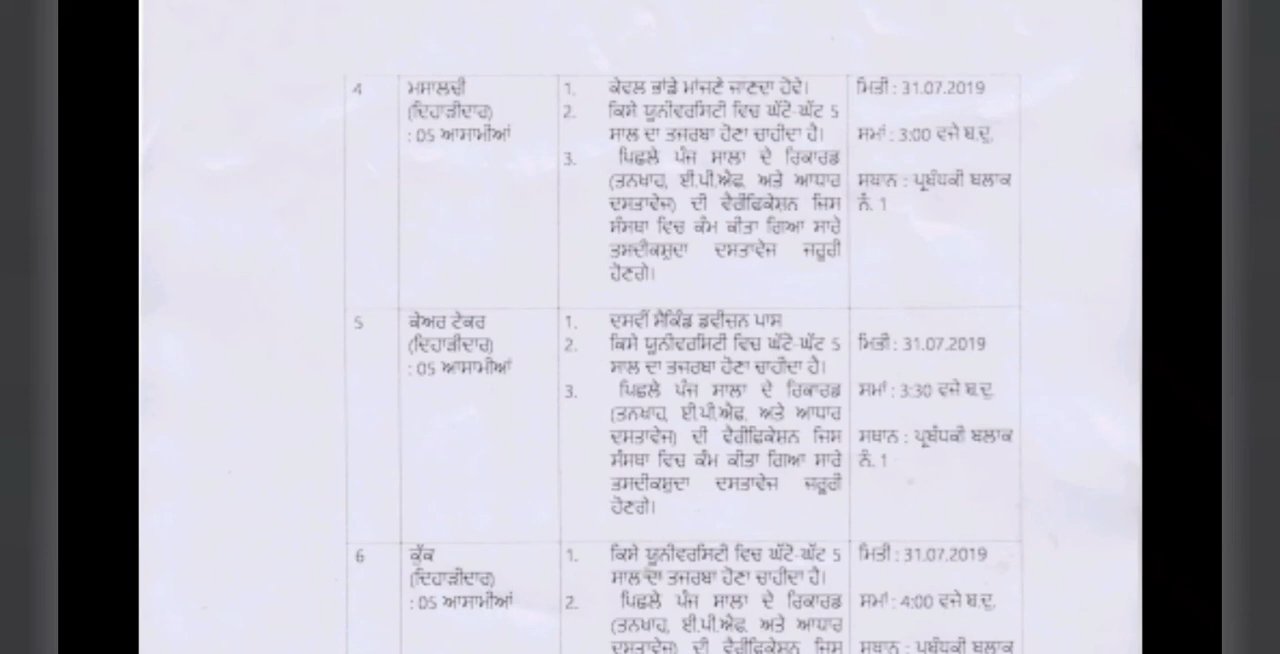 4
ਮਸਾਲਚੀ
(ਦਿਹਾੜੀਦਾਰ)
: 05 ਆਸਾਮੀਆਂ
1. ਕੇਵਲ ਭਾਂਡੇ ਮਾਂਜਣੇ ਜਾਣਦਾ ਹੋਵੇ।
2. ਕਿਸੇ ਯੂਨੀਵਰਸਿਟੀ ਵਿਚ ਘੱਟੋ-ਘੱਟ 5
ਸਾਲ ਦਾ ਤਜਰਬਾ ਹੋਣਾ ਚਾਹੀਦਾ ਹੈ।
3. ਪਿਛਲੇ ਪੰਜ ਸਾਲਾ ਦੇ ਰਿਕਾਰਡ
(ਤਨਖਾਹ, ਈ.ਪੀ.ਐਫ. ਅਤੇ ਆਧਾਰ
ਦਸਤਾਵੇਜ) ਦੀ ਵੈਰੀਫਿਕੇਸ਼ਨ ਜਿਸ
ਸੰਸਥਾ ਵਿਚ ਕੰਮ ਕੀਤਾ ਗਿਆ ਸਾਰੇ
ਤਸਦੀਕਸ਼ੁਦਾ ਦਸਤਾਵੇਜ ਜਰੂਰੀ
ਹੋਣਗੇ।
ਮਿਤੀ : 31.07.2019
ਸਮਾਂ : 3:00 ਵਜੇ ਬ.ਦੁ.
ਸਥਾਨ : ਪ੍ਰਬੰਧਕੀ ਬਲਾਕ
ਨੰ. 1
5
ਕੇਅਰ ਟੇਕਰ
(ਦਿਹਾੜੀਦਾਰ)
: 05 ਆਸਾਮੀਆਂ
1. ਦਸਵੀਂ ਸੈਕਿੰਡ ਡਵੀਜ਼ਨ ਪਾਸ
2. ਕਿਸੇ ਯੂਨੀਵਰਸਿਟੀ ਵਿਚ ਘੱਟੋ-ਘੱਟ 5
ਸਾਲ ਦਾ ਤਜਰਬਾ ਹੋਣਾ ਚਾਹੀਦਾ ਹੈ।
3. ਪਿਛਲੇ ਪੰਜ ਸਾਲਾ ਦੇ ਰਿਕਾਰਡ
(ਤਨਖਾਹ, ਈ.ਪੀ.ਐਫ. ਅਤੇ ਆਧਾਰ
ਦਸਤਾਵੇਜ) ਦੀ ਵੈਰੀਫਿਕੇਸ਼ਨ ਜਿਸ
ਸੰਸਥਾ ਵਿਚ ਕੰਮ ਕੀਤਾ ਗਿਆ ਸਾਰੇ
ਤਸਦੀਕਸ਼ੁਦਾ ਦਸਤਾਵੇਜ ਜਰੂਰੀ
ਹੋਣਗੇ।
ਮਿਤੀ : 31.07.2019
ਸਮਾਂ : 3:30 ਵਜੇ ਬ.ਦੁ.
ਸਥਾਨ : ਪ੍ਰਬੰਧਕੀ ਬਲਾਕ
ਨੰ. 1
6
ਕੁੱਕ
(ਦਿਹਾੜੀਦਾਰ)
: 05 ਆਸਾਮੀਆਂ
1. ਕਿਸੇ ਯੂਨੀਵਰਸਿਟੀ ਵਿਚ ਘੱਟੋ-ਘੱਟ 5
ਸਾਲ ਦਾ ਤਜਰਬਾ ਹੋਣਾ ਚਾਹੀਦਾ ਹੈ।
2. ਪਿਛਲੇ ਪੰਜ ਸਾਲਾ ਦੇ ਰਿਕਾਰਡ
(ਤਨਖਾਹ, ਈ.ਪੀ.ਐਫ. ਅਤੇ ਆਧਾਰ
ਦਸਤਾਵੇਜ) ਦੀ ਵੈਰੀਫਿਕੇਸ਼ਨ ਜਿਸ
ਮਿਤੀ : 31.07.2019
ਸਮਾਂ : 4:00 ਵਜੇ ਬ.ਦੁ.
ਸਥਾਨ : ਪ੍ਰਬੰਧਕੀ ਬਲਾਕ